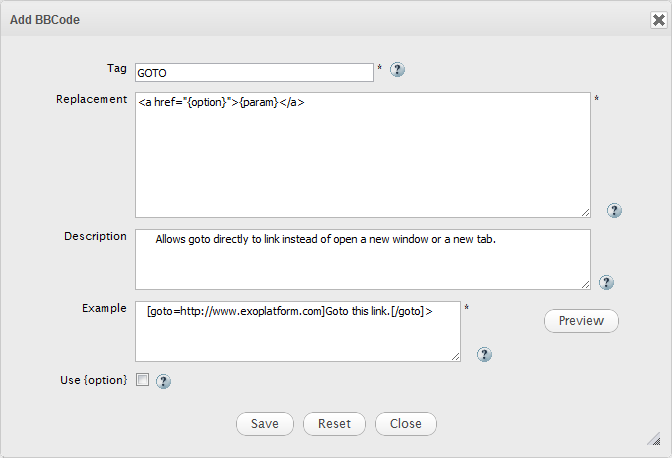 Add BBCode
Tag GOTO * ?
Replacement <a href="{option}">{param}</a> *
?
Description Allows goto directly to link instead of open a new window or a new tab.
?
Example [goto=http://www.exoplatform.com]Goto this link.[/goto]> *
Preview
?
Use {option} ?
Save Reset Close